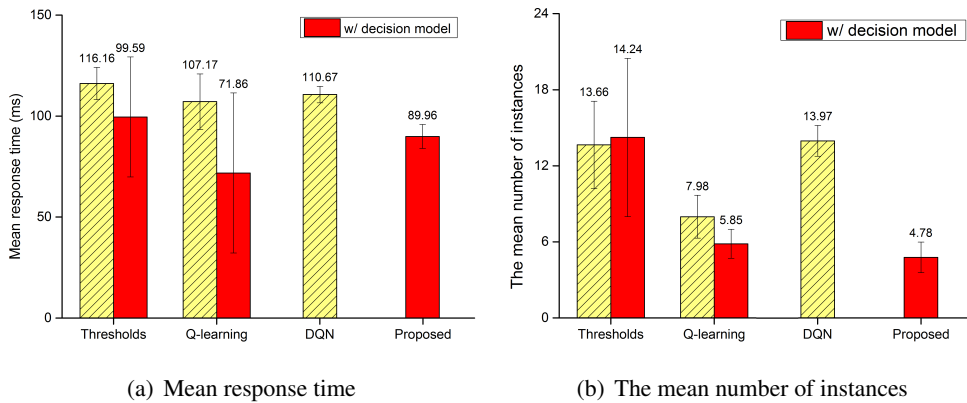 w/ decision model
116.16
99.59
107.17
71.86
110.67
89.96
150
100
50
0
Mean response time (ms)
Thresholds
Q-learning
DQN
Proposed
(a) Mean response time
w/ decision model
13.66
14.24
7.98
5.85
13.97
4.78
24
18
12
6
0
The mean number of instances
Thresholds
Q-learning
DQN
Proposed
(b) The mean number of instances